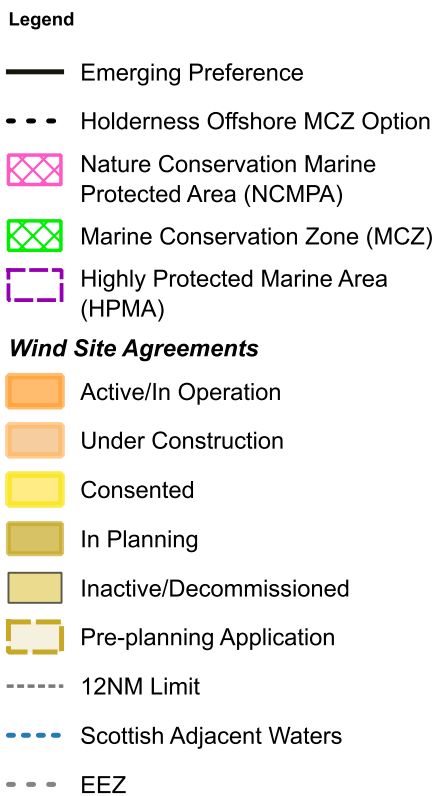 Legend
Emerging Preference
Holderness Offshore MCZ Option
Nature Conservation Marine
Protected Area (NCMPA)
Marine Conservation Zone (MCZ)
Highly Protected Marine Area
(HPMA)
Wind Site Agreements
Active/In Operation
Under Construction
Consented
In Planning
Inactive/Decommissioned
Pre-planning Application
12NM Limit
Scottish Adjacent Waters
EEZ